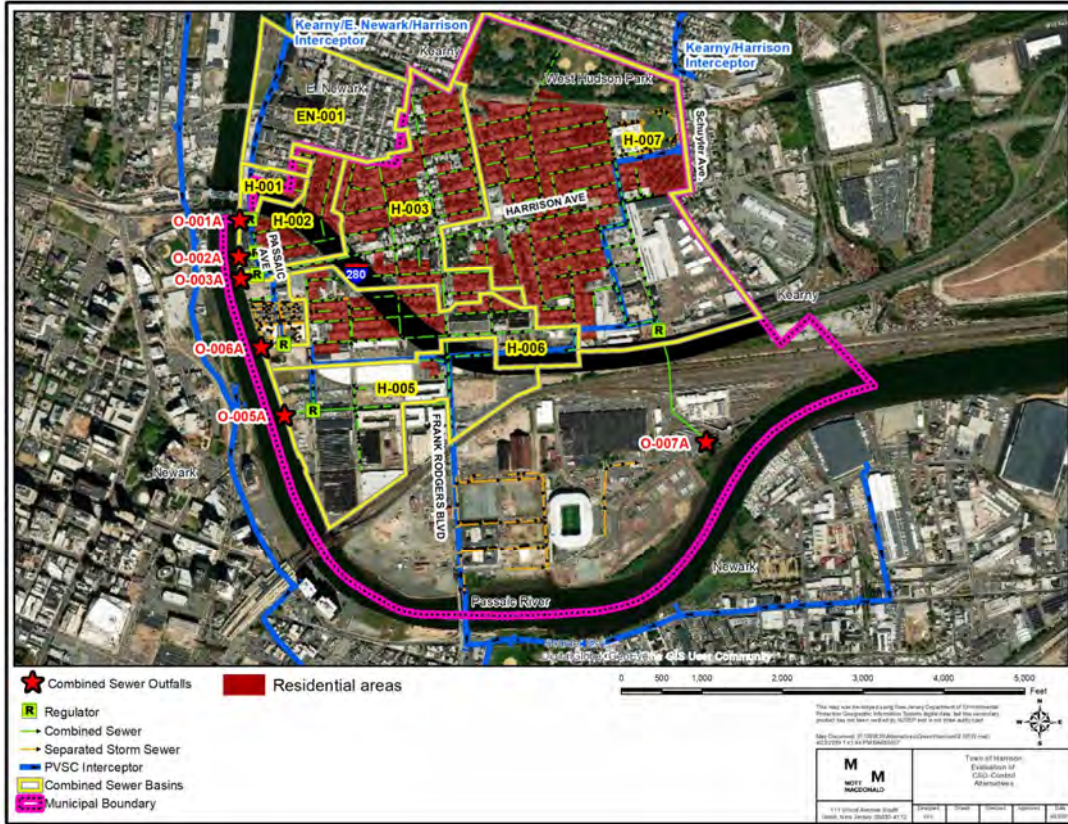 Kearny/E. Newark/Harrison
Interceptor
Kearny
Kearny/Harrison
Interceptor
West Hudson Park
E. Newark
EN-001
H-007
Schuyler Ave
H-001
H-003
HARRISON AVE
O-001A
R
H-002
PASSAIC
AVE
O-002A
R
O-003A
R
280
Kearny
R
O-006A
R
H-006
H-005
O-005A
R
FRANK RODGERS BLVD
O-007A
Newark
Newark
Passaic River
the GIS User Community
Combined Sewer Outfalls
Residential areas
R Regulator
Combined Sewer
Separated Storm Sewer
PVSC Interceptor
Combined Sewer Basins
Municipal Boundary
0 500 1,000 2,000 3,000 4,000 5,000
Feet
N
W E
S
M
M
MOTT
MACDONALD
Town of Harrison
Evaluation of
CSO Control
Alternatives